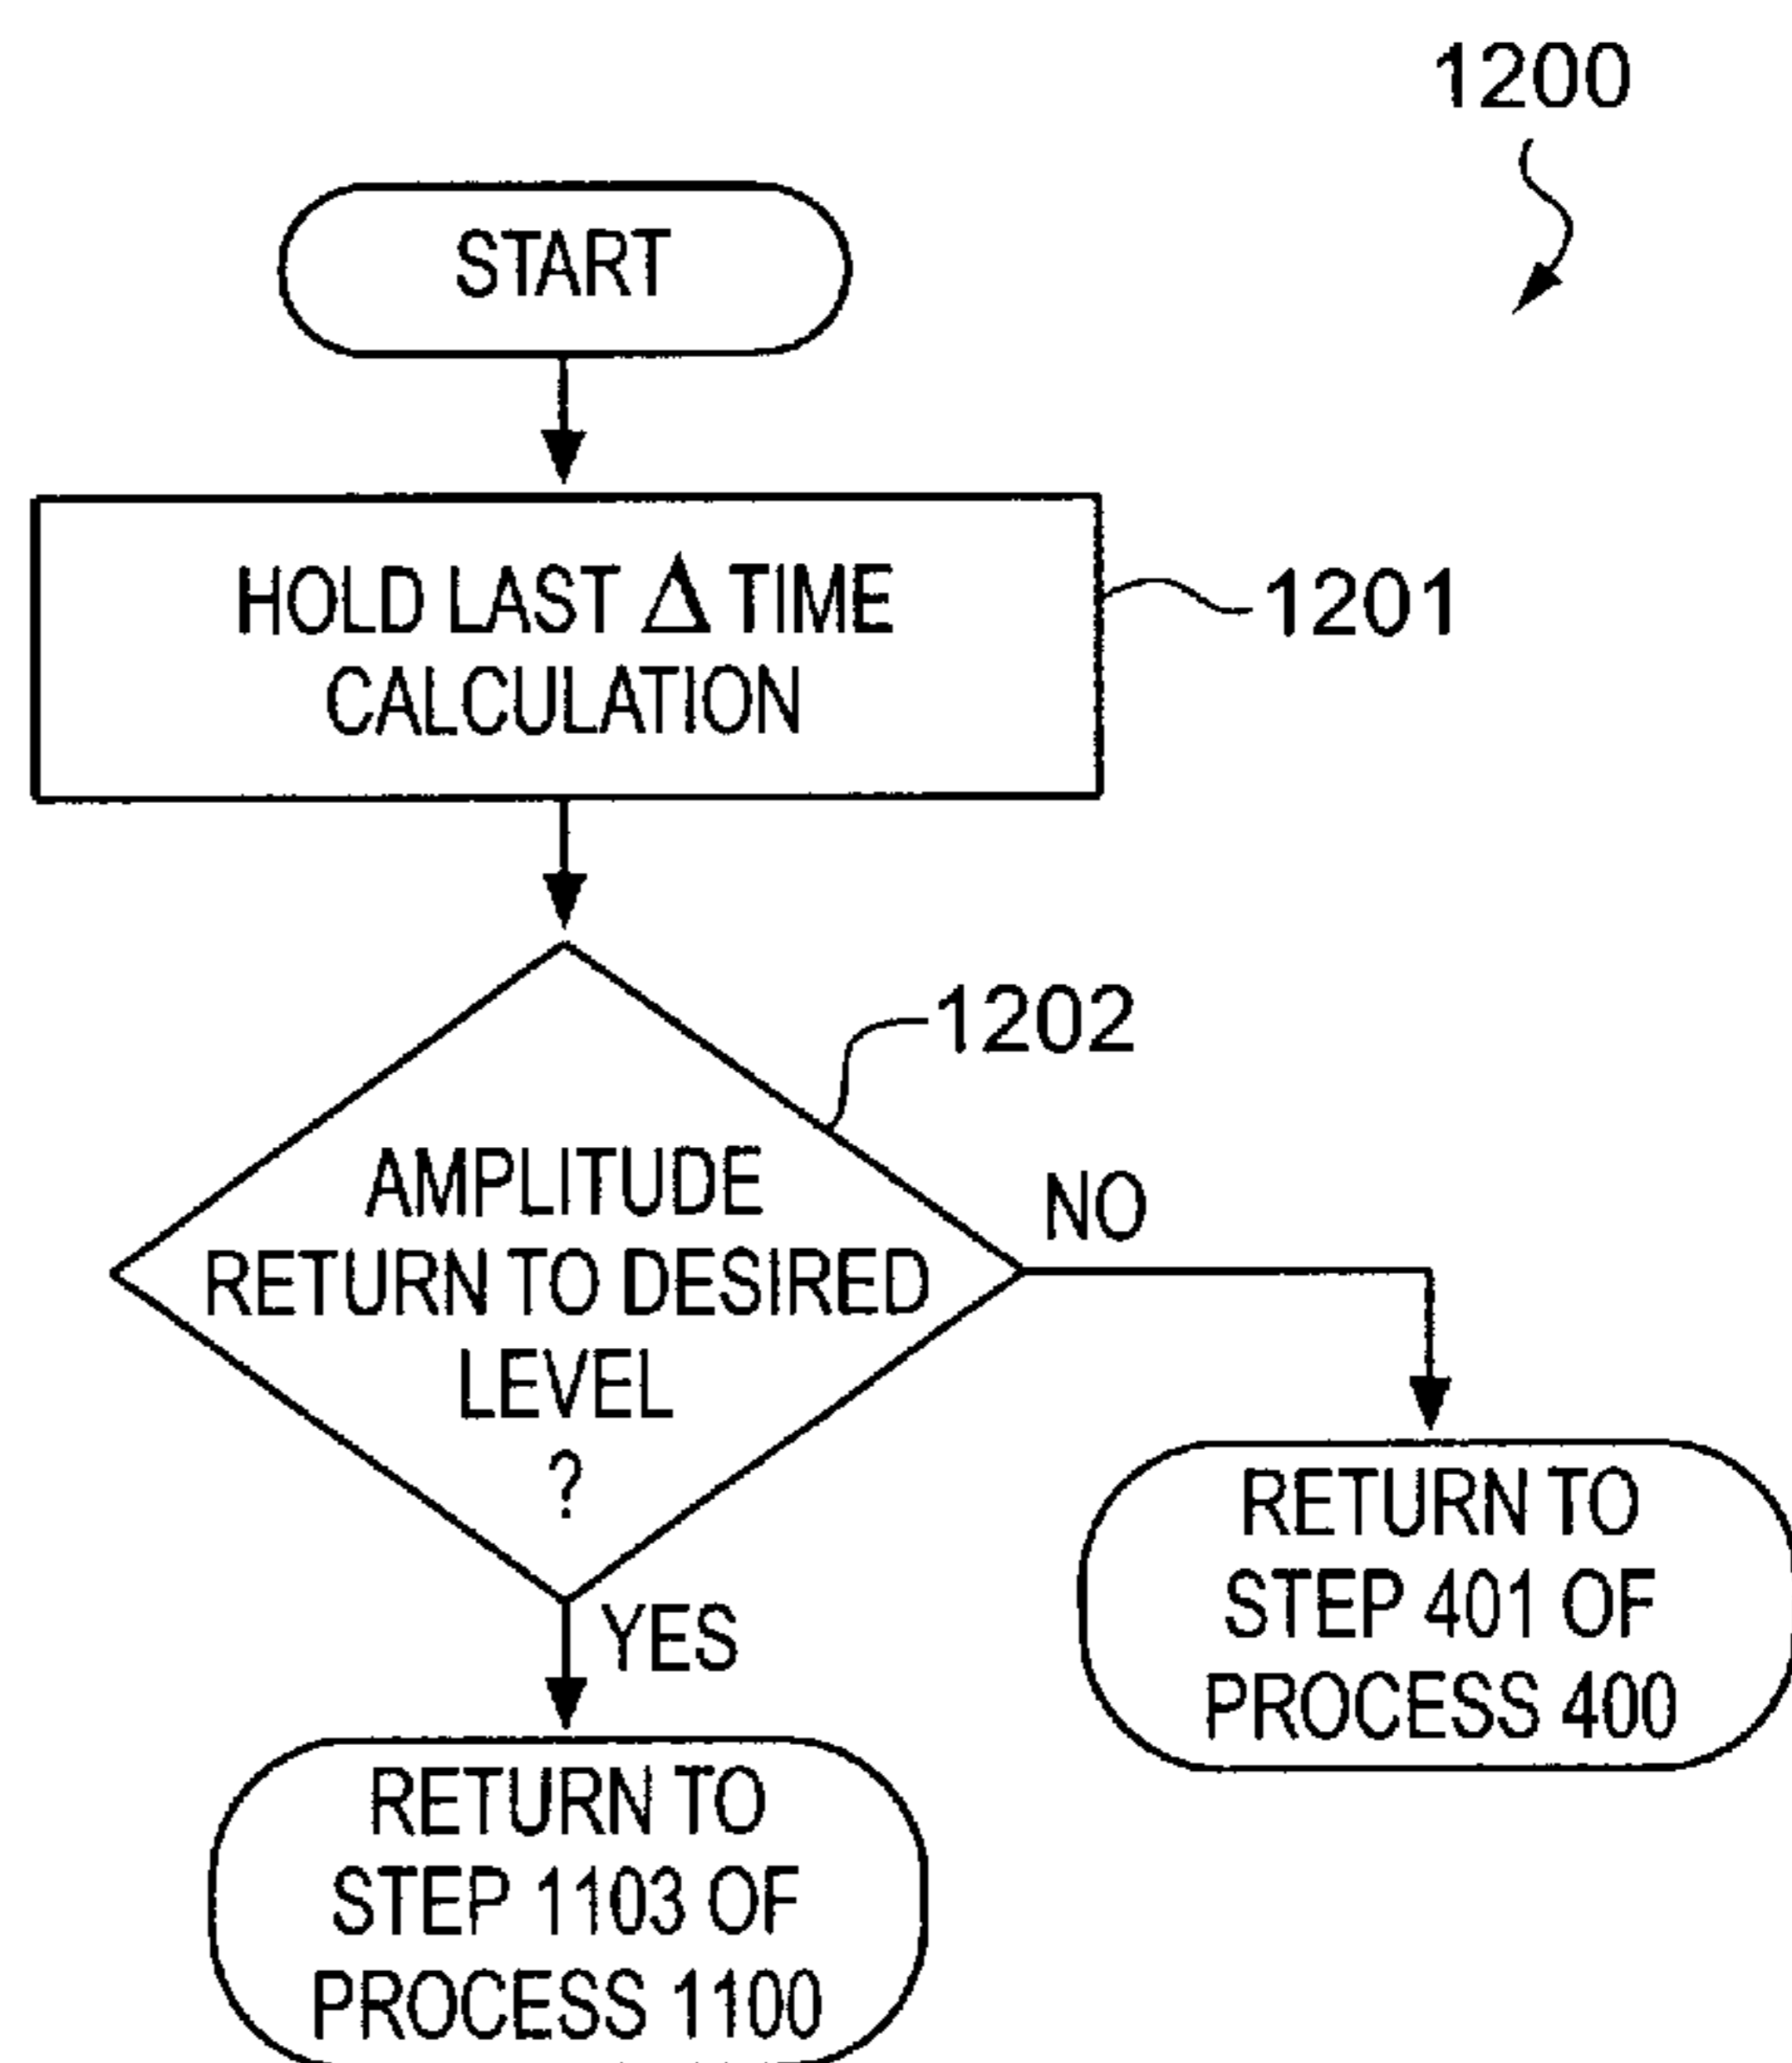 1200
START
HOLD LAST Δ TIME
CALCULATION
1201
1202
AMPLITUDE
RETURN TO DESIRED
LEVEL
?
NO
YES
RETURN TO
STEP 401 OF
PROCESS 400
RETURN TO
STEP 1103 OF
PROCESS 1100